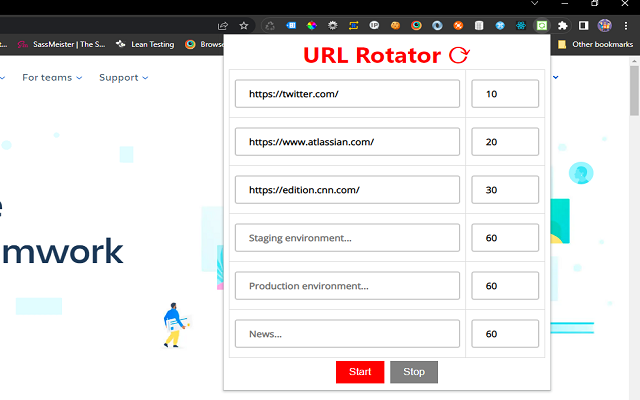 t...
SassMeister | The S...
Lean Testing
Browse
Other bookmarks
For teams
Support
URL Rotator
https://twitter.com/ 10
https://www.atlassian.com/ 20
https://edition.cnn.com/ 30
Staging environment... 60
Production environment... 60
News... 60
Start Stop
e
mwork